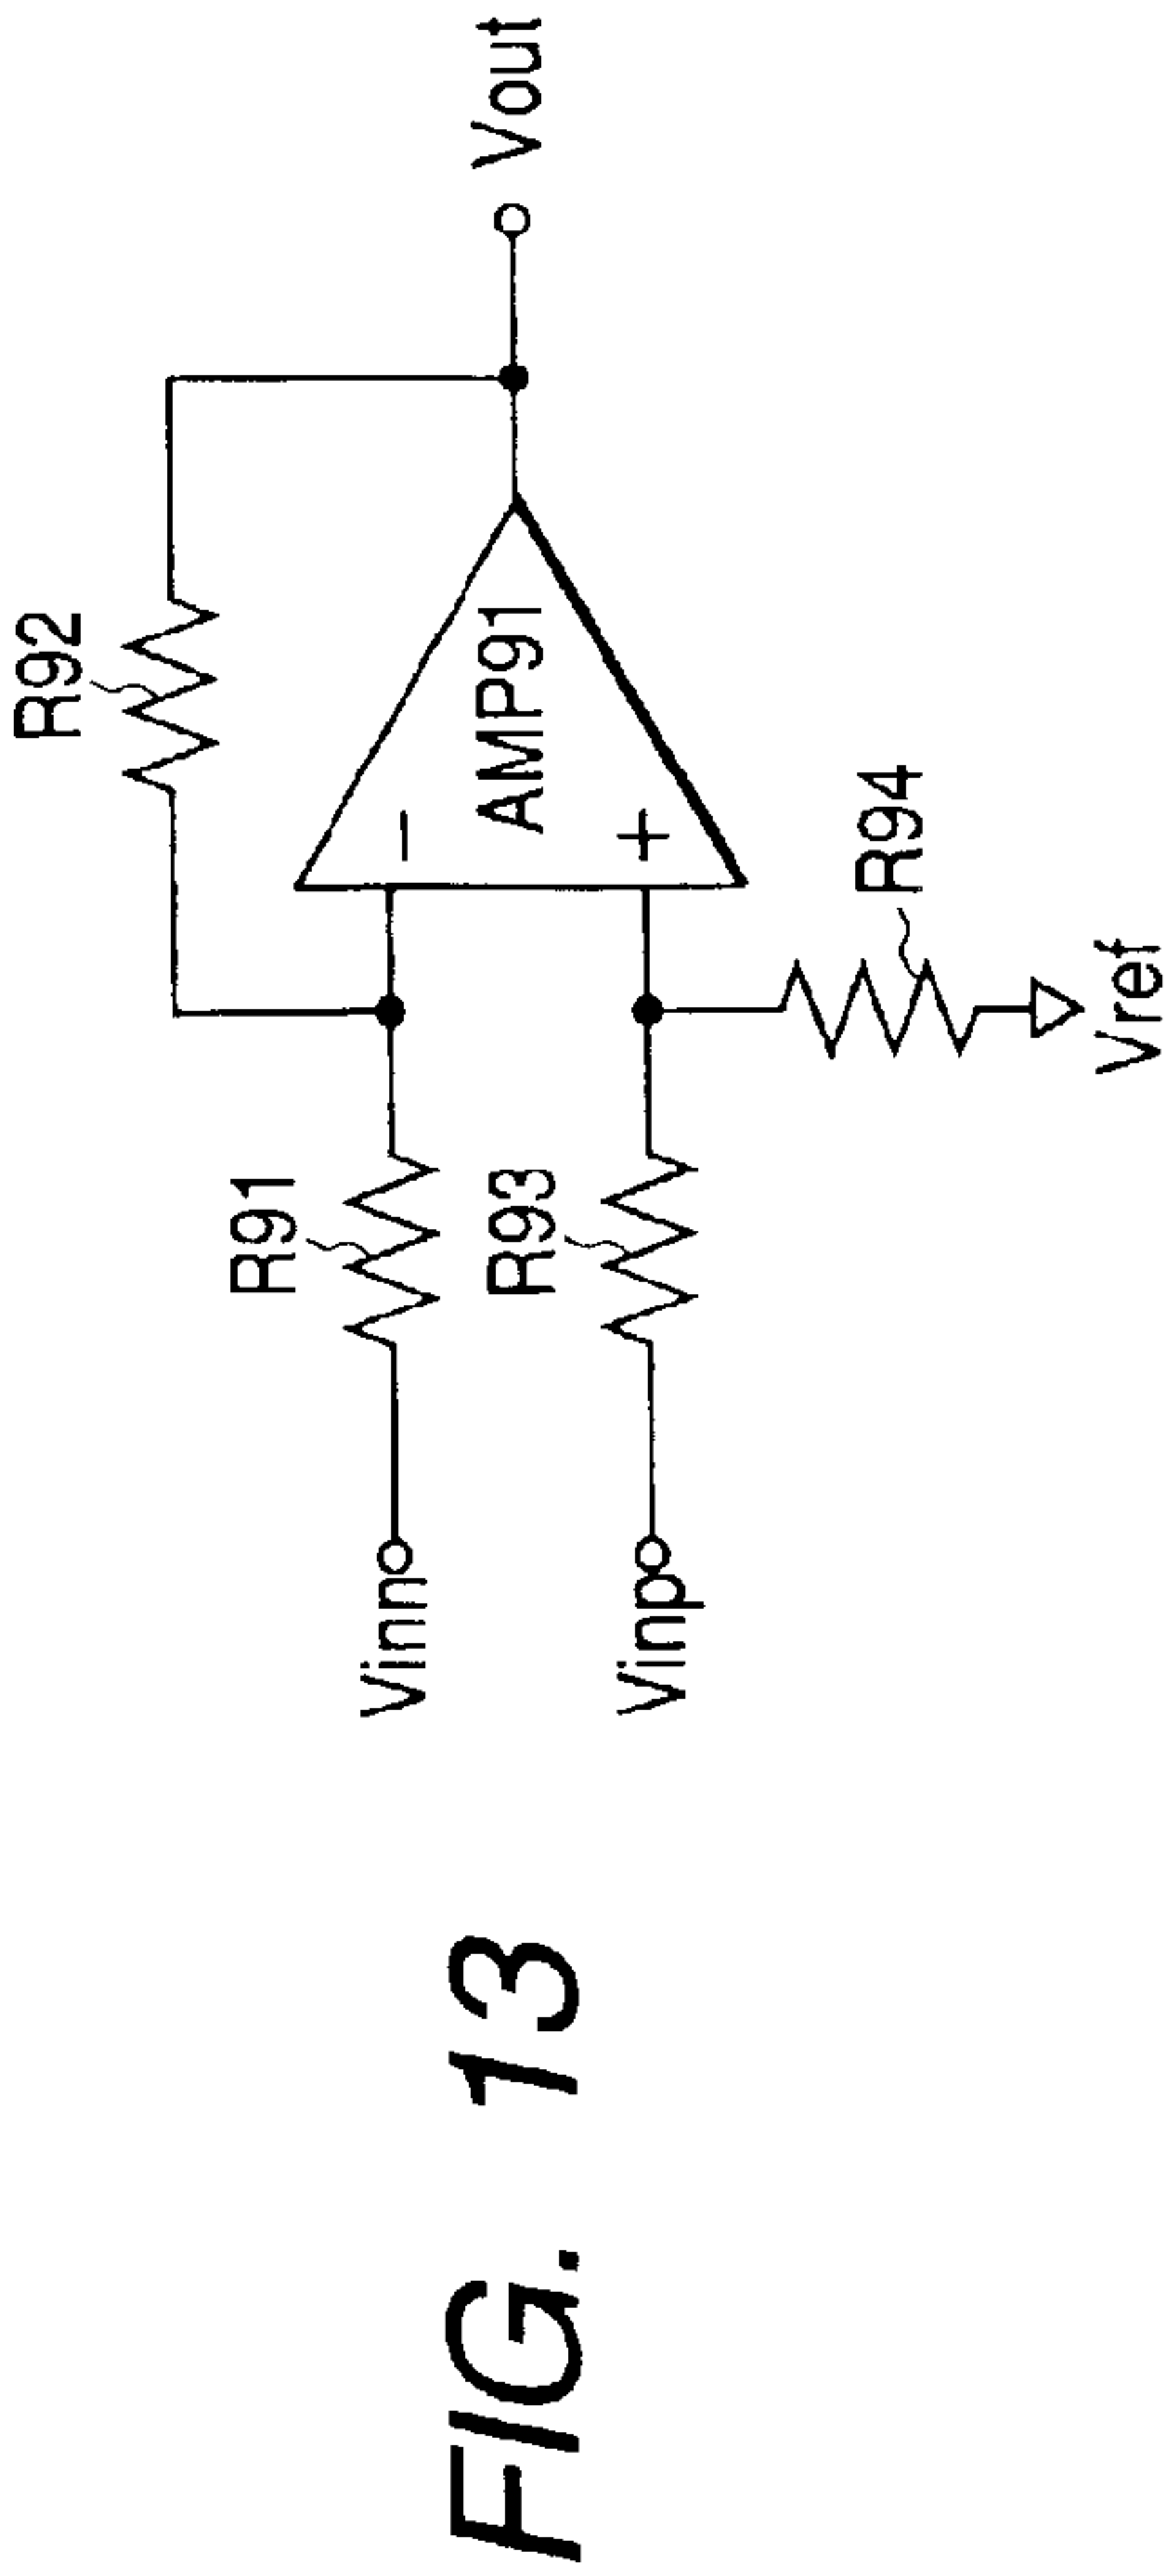 FIG. 13
R92
R91
Vinn
AMP91
−
+
Vout
R93
Vinp
R94
Vref